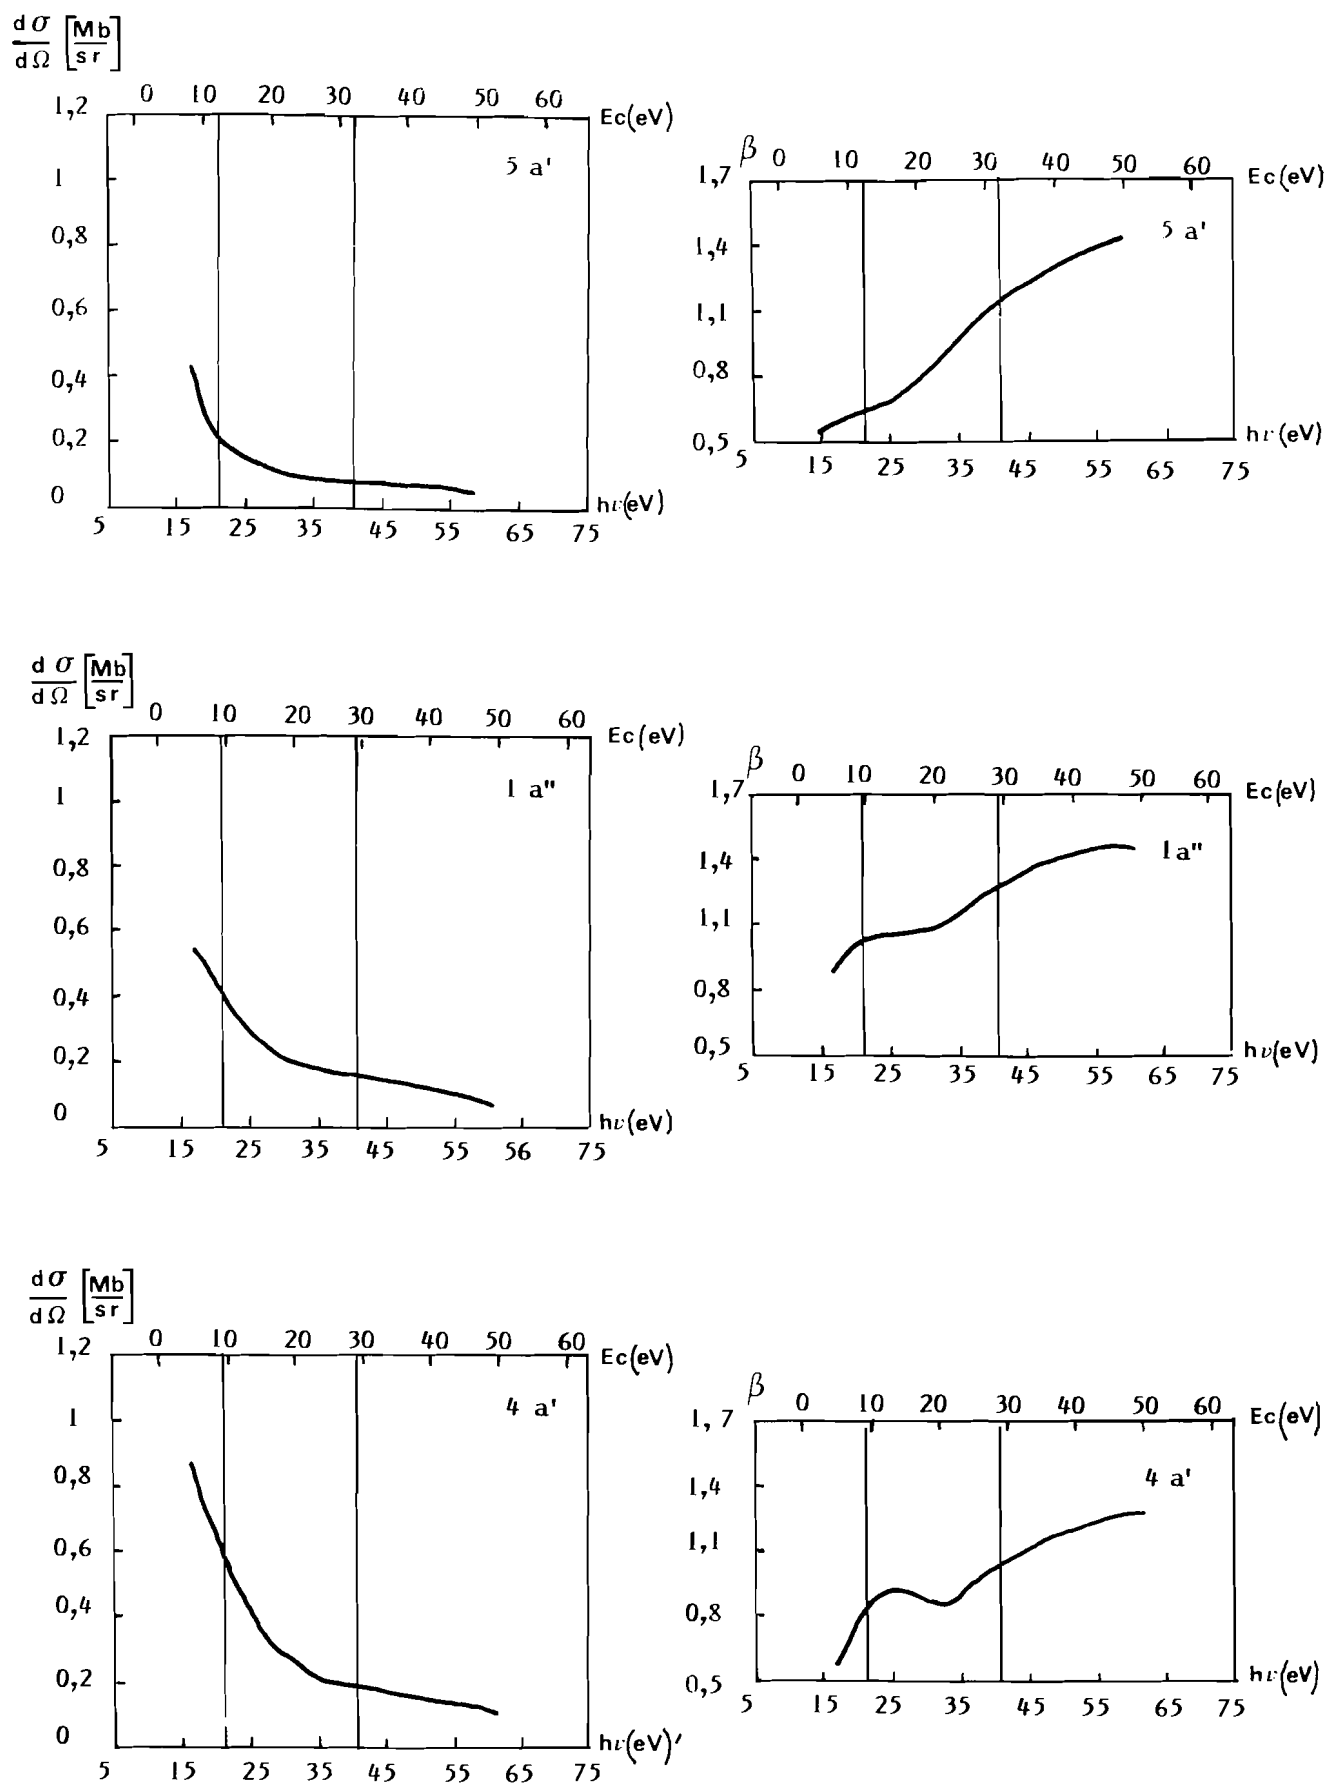 dσ/dΩ [Mb/sr]
0 10 20 30 40 50 60 Ec(eV)
1,2
1
0,8
0,6
0,4
0,2
0
5 a'
5 15 25 35 45 55 65 75 hν(eV)
β 0 10 20 30 40 50 60 Ec(eV)
1,7
1,4
1,1
0,8
0,5
5 a'
5 15 25 35 45 55 65 75 hν(eV)
dσ/dΩ [Mb/sr]
0 10 20 30 40 50 60 Ec(eV)
1,2
1
0,8
0,6
0,4
0,2
0
1 a"
5 15 25 35 45 55 56 75 hν(eV)
β 0 10 20 30 40 50 60 Ec(eV)
1,7
1,4
1,1
0,8
0,5
1 a"
5 15 25 35 45 55 65 75 hν(eV)
dσ/dΩ [Mb/sr]
0 10 20 30 40 50 60 Ec(eV)
1,2
1
0,8
0,6
0,4
0,2
0
4 a'
5 15 25 35 45 55 65 75 hν(eV)'
β 0 10 20 30 40 50 60 Ec(eV)
1,7
1,4
1,1
0,8
0,5
4 a'
5 15 25 35 45 55 65 75 hν(eV)